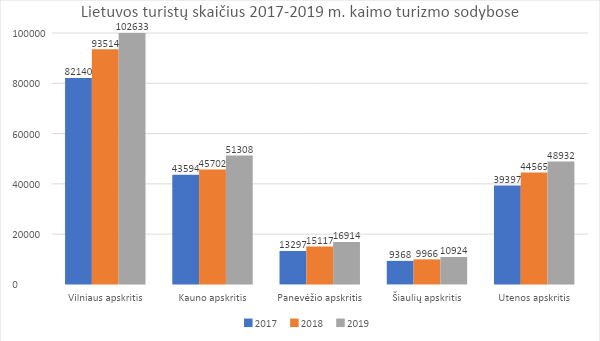 Lietuvos turistų skaičius 2017-2019 m. kaimo turizmo sodybose
100000
80000
60000
40000
20000
0
82140 93514 102633
43594 45702 51308
13297 15117 16914
9368 9966 10924
39397 44565 48932
Vilniaus apskritis Kauno apskritis Panevėžio apskritis Šiaulių apskritis Utenos apskritis
2017 2018 2019